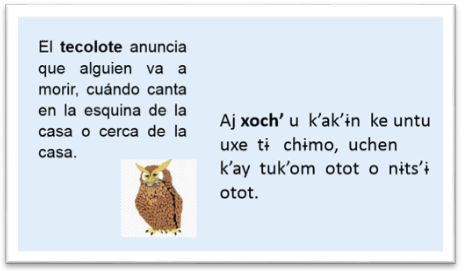 El tecolote anuncia
que alguien va a
morir, cuándo canta
en la esquina de la
casa o cerca de la
casa.
Aj xoch’ u k’ak’ɨn ke untu
uxe tɨ chɨmo, uchen
k’ay tuk’om otot o nɨts’ɨ
otot.